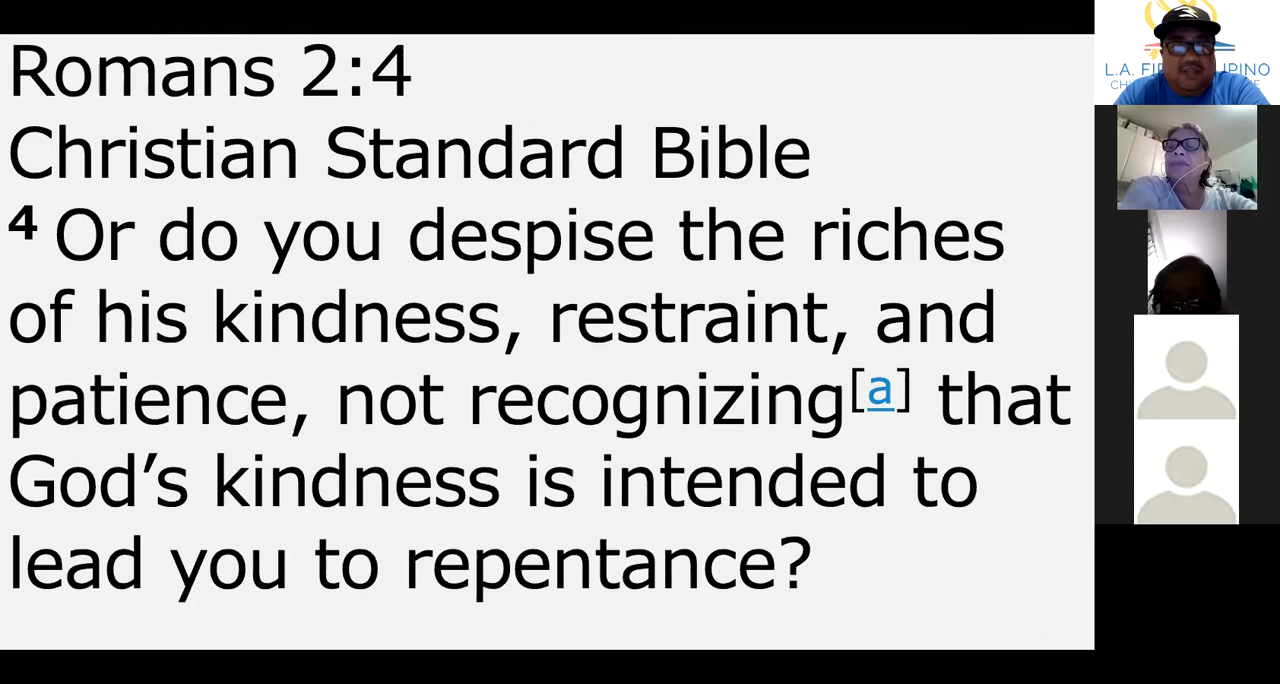 Romans 2:4
Christian Standard Bible
4 Or do you despise the riches
of his kindness, restraint, and
patience, not recognizing[a] that
God’s kindness is intended to
lead you to repentance?
L.A. FI